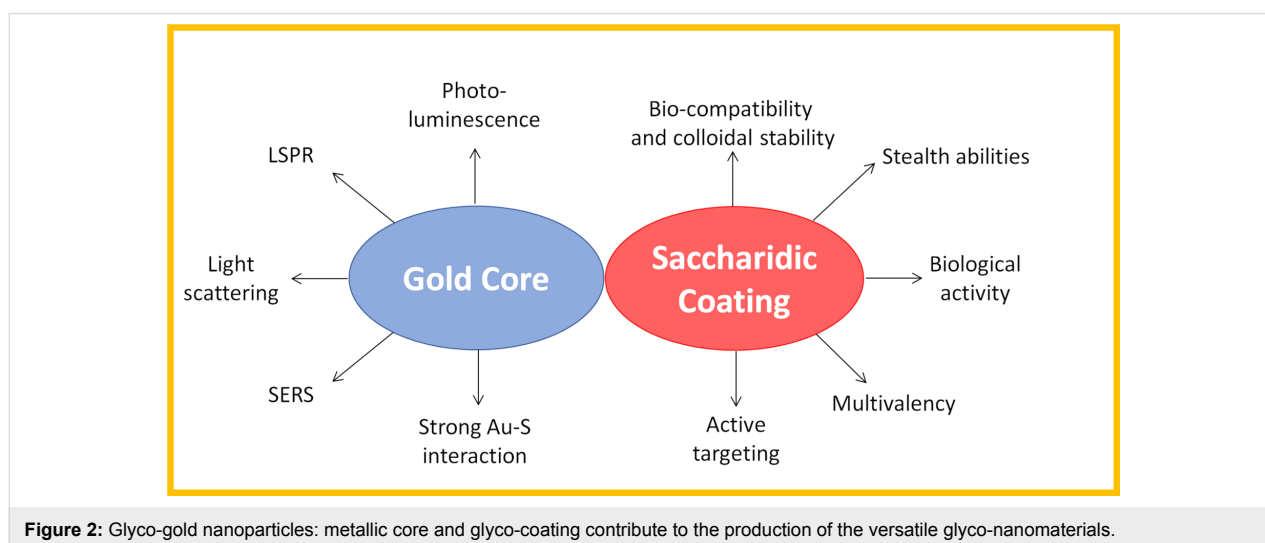 Photo-
luminescence
LSPR
Light
scattering
SERS
Strong Au-S
interaction
Gold Core
Bio-compatibility
and colloidal stability
Stealth abilities
Saccharidic
Coating
Biological
activity
Multivalency
Active
targeting
Figure 2: Glyco-gold nanoparticles: metallic core and glyco-coating contribute to the production of the versatile glyco-nanomaterials.